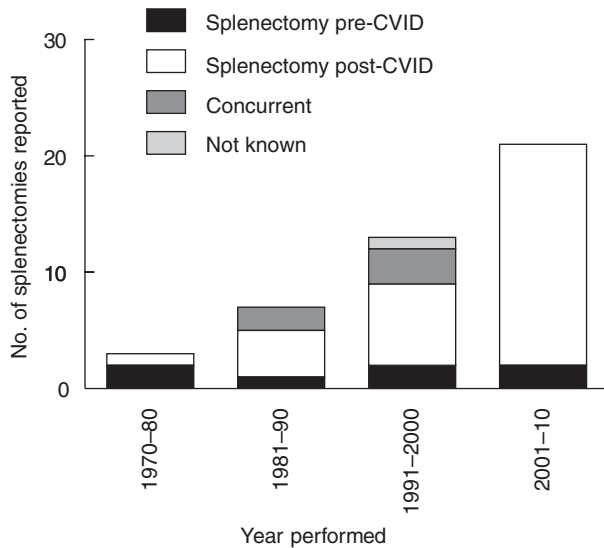 Splenectomy pre-CVID
Splenectomy post-CVID
Concurrent
Not known
No. of splenectomies reported
30
20
10
0
1970–80
1981–90
1991–2000
2001–10
Year performed